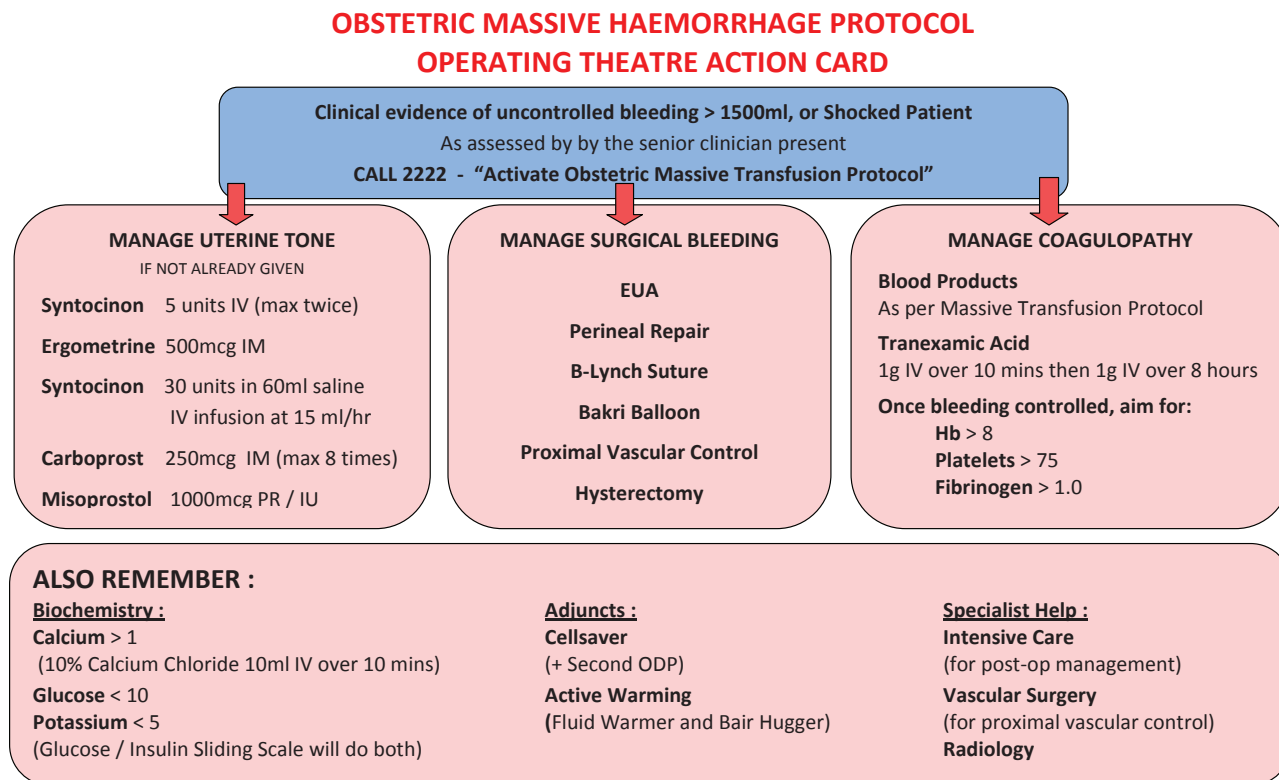 OBSTETRIC MASSIVE HAEMORRHAGE PROTOCOL
OPERATING THEATRE ACTION CARD
Clinical evidence of uncontrolled bleeding > 1500ml, or Shocked Patient
As assessed by by the senior clinician present
CALL 2222 - “Activate Obstetric Massive Transfusion Protocol”
MANAGE UTERINE TONE
IF NOT ALREADY GIVEN
Syntocinon 5 units IV (max twice)
Ergometrine 500mcg IM
Syntocinon 30 units in 60ml saline
IV infusion at 15 ml/hr
Carboprost 250mcg IM (max 8 times)
Misoprostol 1000mcg PR / IU
MANAGE SURGICAL BLEEDING
EUA
Perineal Repair
B-Lynch Suture
Bakri Balloon
Proximal Vascular Control
Hysterectomy
MANAGE COAGULOPATHY
Blood Products
As per Massive Transfusion Protocol
Tranexamic Acid
1g IV over 10 mins then 1g IV over 8 hours
Once bleeding controlled, aim for:
Hb > 8
Platelets > 75
Fibrinogen > 1.0
ALSO REMEMBER :
Biochemistry :
Calcium > 1
(10% Calcium Chloride 10ml IV over 10 mins)
Glucose < 10
Potassium < 5
(Glucose / Insulin Sliding Scale will do both)
Adjuncts :
Cellsaver
(+ Second ODP)
Active Warming
(Fluid Warmer and Bair Hugger)
Specialist Help :
Intensive Care
(for post-op management)
Vascular Surgery
(for proximal vascular control)
Radiology